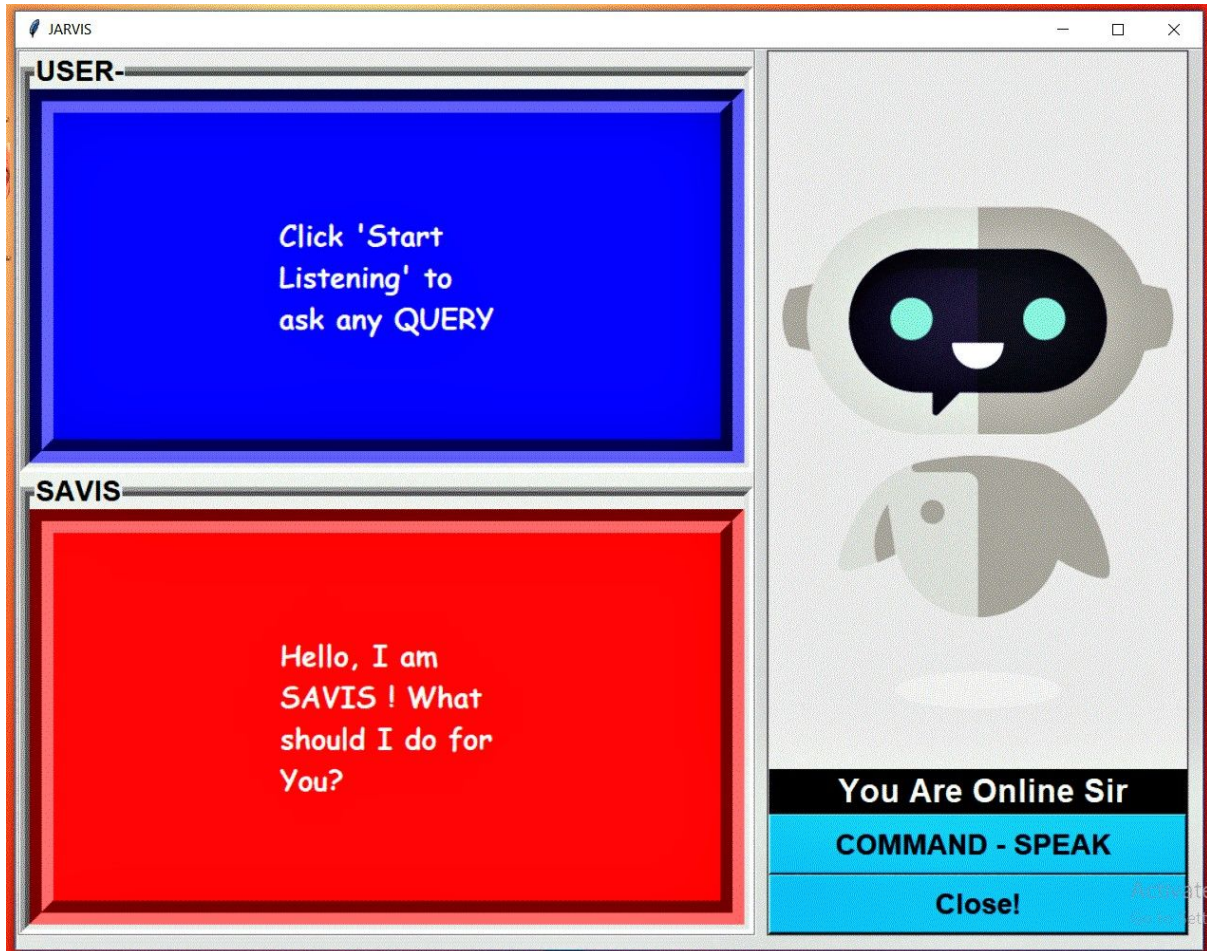 JARVIS
USER-
Click 'Start
Listening' to
ask any QUERY
SAVIS
Hello, I am
SAVIS ! What
should I do for
You?
You Are Online Sir
COMMAND - SPEAK
Close!